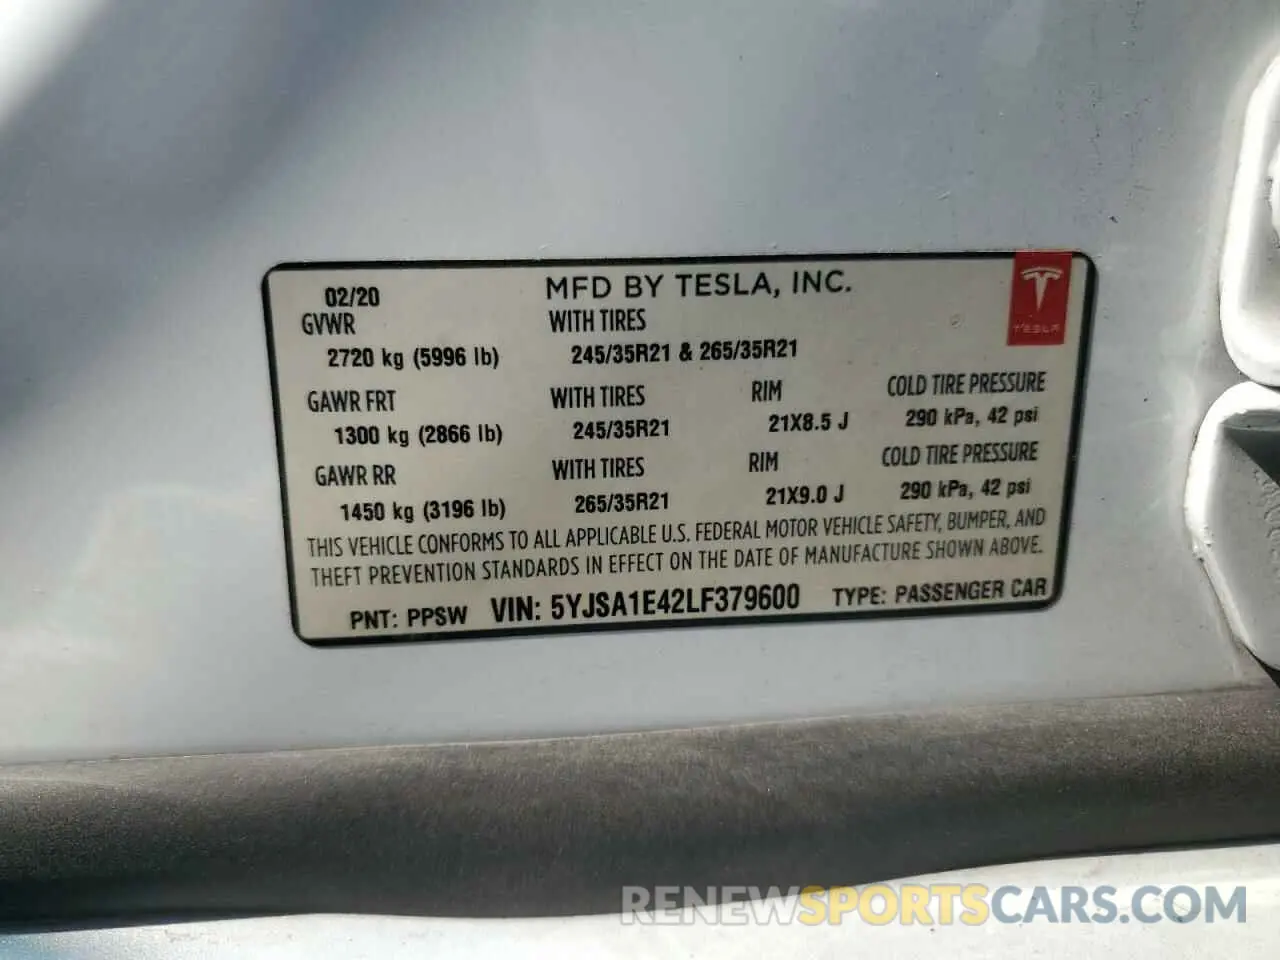 02/20 MFD BY TESLA, INC.
GVWR WITH TIRES
2720 kg (5996 lb) 245/35R21 & 265/35R21
TESLA
GAWR FRT WITH TIRES RIM COLD TIRE PRESSURE
1300 kg (2866 lb) 245/35R21 21X8.5 J 290 kPa, 42 psi
GAWR RR WITH TIRES RIM COLD TIRE PRESSURE
1450 kg (3196 lb) 265/35R21 21X9.0 J 290 kPa, 42 psi
THIS VEHICLE CONFORMS TO ALL APPLICABLE U.S. FEDERAL MOTOR VEHICLE SAFETY, BUMPER, AND
THEFT PREVENTION STANDARDS IN EFFECT ON THE DATE OF MANUFACTURE SHOWN ABOVE.
PNT: PPSW VIN: 5YJSA1E42LF379600 TYPE: PASSENGER CAR
RENEWSPORTSCARS.COM